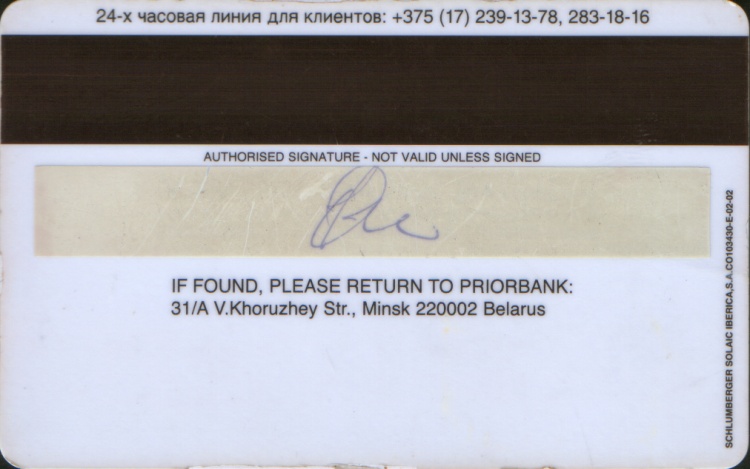 24-х часовая линия для клиентов: +375 (17) 239-13-78, 283-18-16
AUTHORISED SIGNATURE - NOT VALID UNLESS SIGNED
IF FOUND, PLEASE RETURN TO PRIORBANK:
31/A V.Khoruzhey Str., Minsk 220002 Belarus
SCHLUMBERGER SOLAIC IBERICA,S.A.CO103430-E-02-02